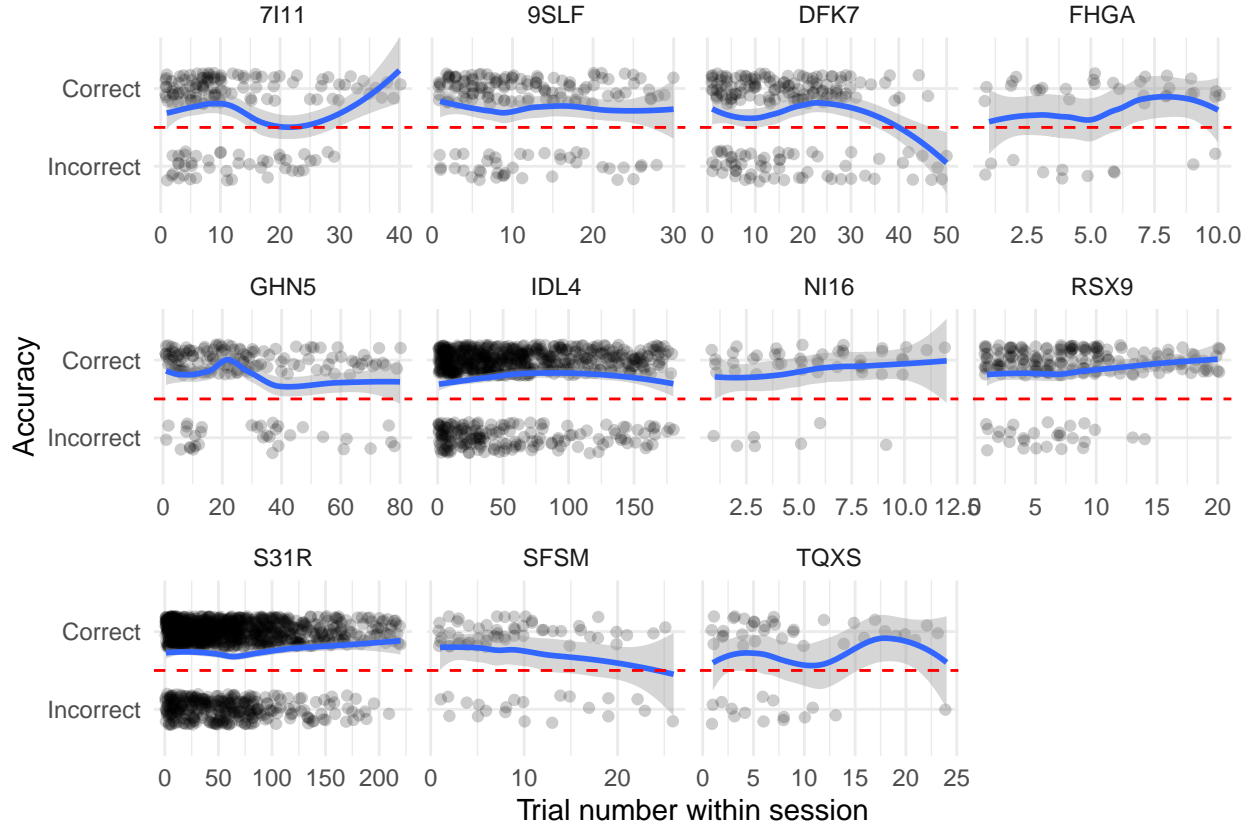 7I11 9SLF DFK7 FHGA
Correct
Incorrect
0 10 20 30 40 0 10 20 30 0 10 20 30 40 50 2.5 5.0 7.5 10.0
GHN5 IDL4 NI16 RSX9
Accuracy
Correct
Incorrect
0 20 40 60 80 0 50 100 150 2.5 5.0 7.5 10.0 12.5 0 5 10 15 20
S31R SFSM TQXS
Correct
Incorrect
0 50 100 150 200 0 10 20 0 5 10 15 20 25
Trial number within session